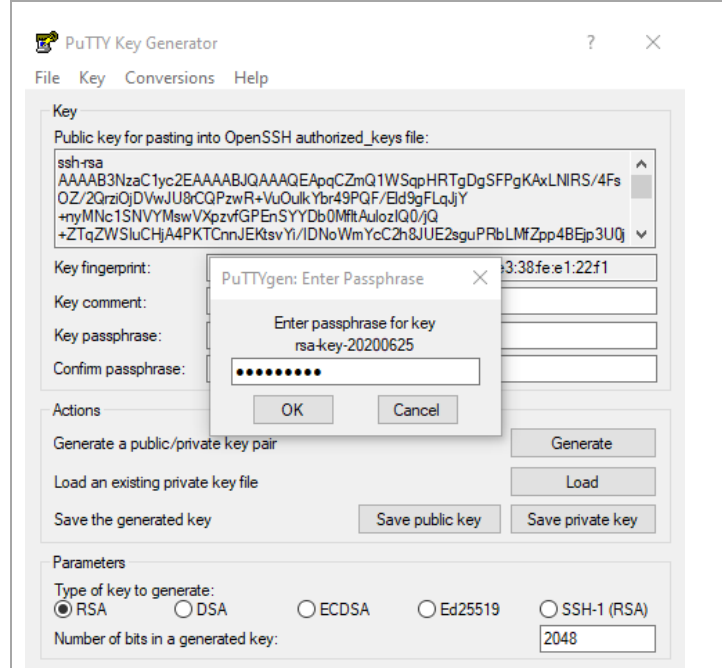 PuTTY Key Generator
?
File Key Conversions Help
Key
Public key for pasting into OpenSSH authorized_keys file:
ssh-rsa
AAAAB3NzaC1yc2EAAAABJQAAAQEApqCZmQ1WSqpHRTgDgSFPgKAxLNIRS/4Fs
OZ/2QrziOjDVwJU8rCQPzwR+VuOulkYbr49PQF/Eld9gFLqJjY
+nyMNc1SNVYMswVXpzvfGPEnSYYDb0MfltAulozIQ0/jQ
+ZTqZWSluCHjA4PKTCnnJEKtsvYi/IDNoWmYcC2h8JUE2sguPRbLMfZpp4BEjp3U0j
Key fingerprint:
3:38:fe:e1:22:f1
PuTTYgen: Enter Passphrase
Key comment:
Enter passphrase for key
Key passphrase:
rsa-key-20200625
Confirm passphrase:
•••••••••
OK Cancel
Actions
Generate a public/private key pair Generate
Load an existing private key file Load
Save the generated key Save public key Save private key
Parameters
Type of key to generate:
RSA DSA ECDSA Ed25519 SSH-1 (RSA)
Number of bits in a generated key: 2048